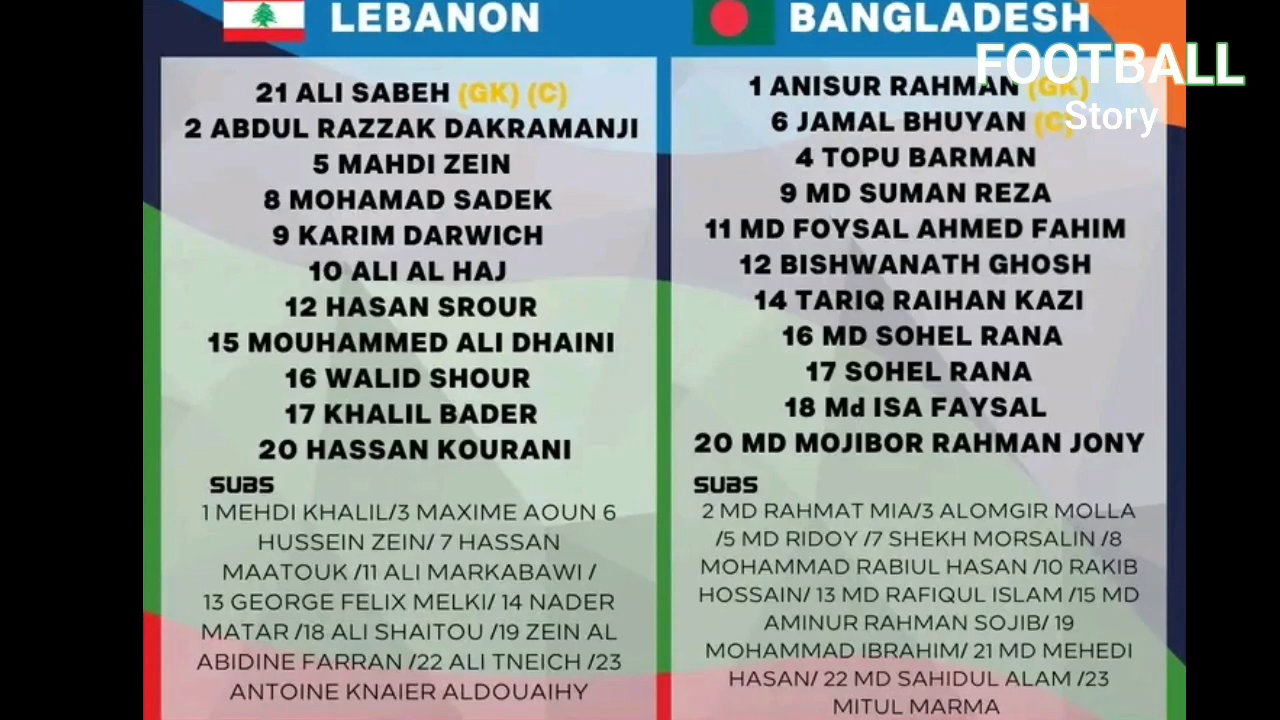 LEBANON
21 ALI SABEH (GK) (C)
2 ABDUL RAZZAK DAKRAMANJI
5 MAHDI ZEIN
8 MOHAMAD SADEK
9 KARIM DARWICH
10 ALI AL HAJ
12 HASAN SROUR
15 MOUHAMMED ALI DHAINI
16 WALID SHOUR
17 KHALIL BADER
20 HASSAN KOURANI
SUBS
1 MEHDI KHALIL/3 MAXIME AOUN 6
HUSSEIN ZEIN/ 7 HASSAN
MAATOUK /11 ALI MARKABAWI /
13 GEORGE FELIX MELKI/ 14 NADER
MATAR /18 ALI SHAITOU /19 ZEIN AL
ABIDINE FARRAN /22 ALI TNEICH /23
ANTOINE KNAIER ALDOUAIHY
BANGLADESH
FOOTBALL
Story
1 ANISUR RAHMAN (GK)
6 JAMAL BHUYAN (C)
4 TOPU BARMAN
9 MD SUMAN REZA
11 MD FOYSAL AHMED FAHIM
12 BISHWANATH GHOSH
14 TARIQ RAIHAN KAZI
16 MD SOHEL RANA
17 SOHEL RANA
18 Md ISA FAYSAL
20 MD MOJIBOR RAHMAN JONY
SUBS
2 MD RAHMAT MIA/3 ALOMGIR MOLLA
/5 MD RIDOY /7 SHEKH MORSALIN /8
MOHAMMAD RABIUL HASAN /10 RAKIB
HOSSAIN/ 13 MD RAFIQUL ISLAM /15 MD
AMINUR RAHMAN SOJIB/ 19
MOHAMMAD IBRAHIM/ 21 MD MEHEDI
HASAN/ 22 MD SAHIDUL ALAM /23
MITUL MARMA